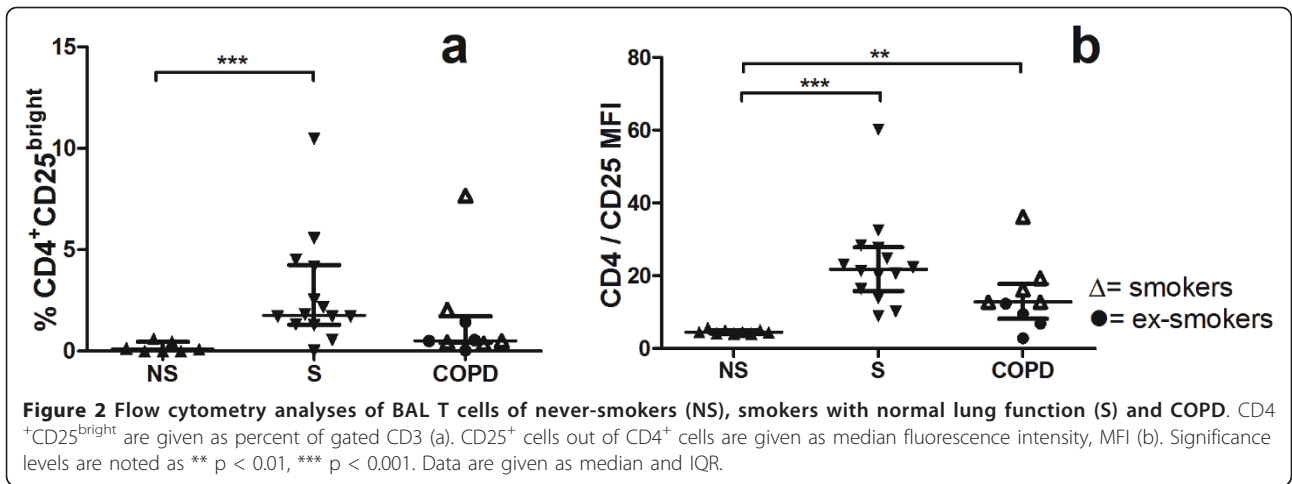 a
% CD4+CD25bright
15
10
5
0
***
NS
S
COPD
b
CD4 / CD25 MFI
80
60
40
20
0
**
***
NS
S
COPD
Δ= smokers
●= ex-smokers
Figure 2 Flow cytometry analyses of BAL T cells of never-smokers (NS), smokers with normal lung function (S) and COPD. CD4
+CD25bright are given as percent of gated CD3 (a). CD25+ cells out of CD4+ cells are given as median fluorescence intensity, MFI (b). Significance
levels are noted as ** p < 0.01, *** p < 0.001. Data are given as median and IQR.